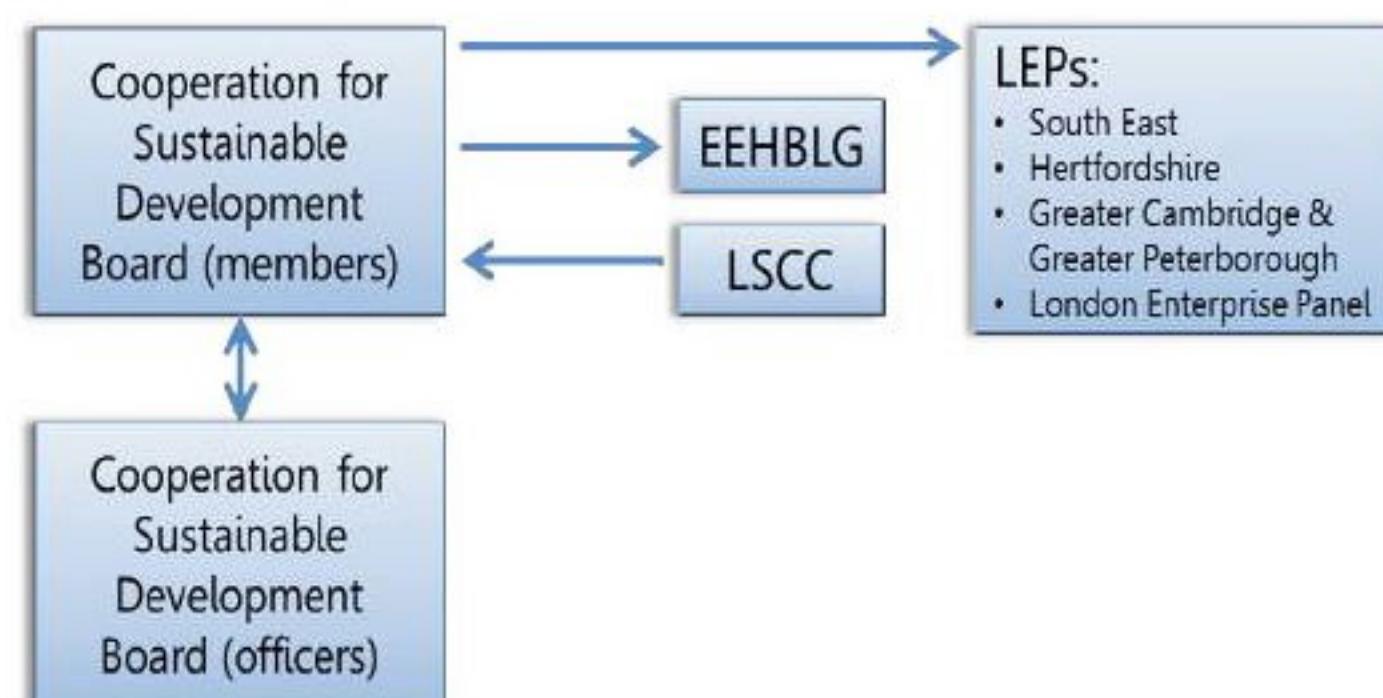 Cooperation for
Sustainable
Development
Board (members)
EEHBLG
LSCC
LEPs:
• South East
• Hertfordshire
• Greater Cambridge &
Greater Peterborough
• London Enterprise Panel
Cooperation for
Sustainable
Development
Board (officers)